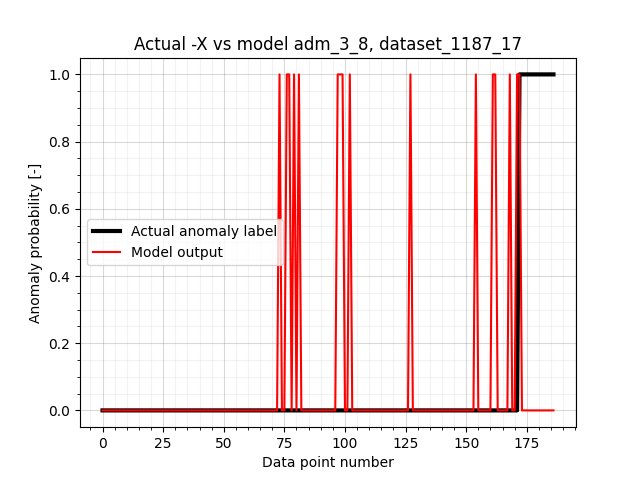 Actual -X vs model adm_3_8, dataset_1187_17
Anomaly probability [-]
1.0
0.8
0.6
0.4
0.2
0.0
Actual anomaly label
Model output
0 25 50 75 100 125 150 175
Data point number